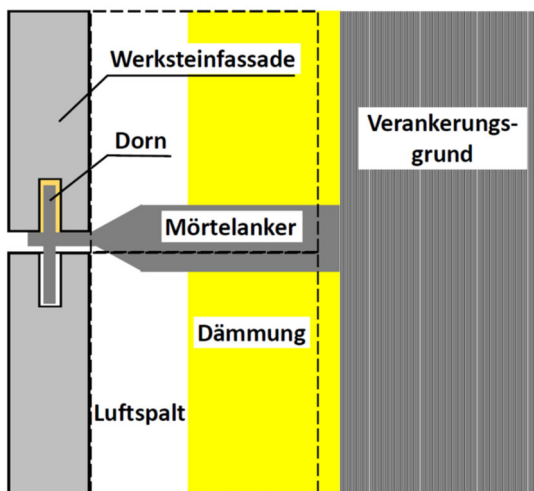 Werksteinfassade
Dorn
Verankerungs-
grund
Mörtelanker
Dämmung
Luftspalt